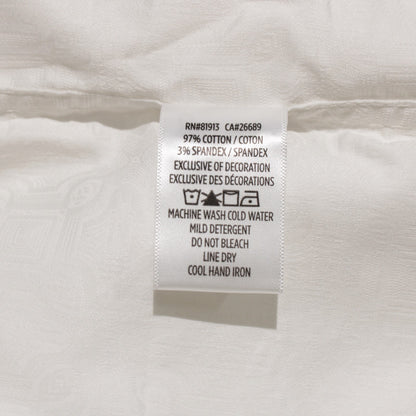 RN#81913 CA#26689
97% COTTON / COTON
3% SPANDEX / SPANDEX
EXCLUSIVE OF DECORATION
EXCLUSIVE DES DÉCORATIONS
MACHINE WASH COLD WATER
MILD DETERGENT
DO NOT BLEACH
LINE DRY
COOL HAND IRON